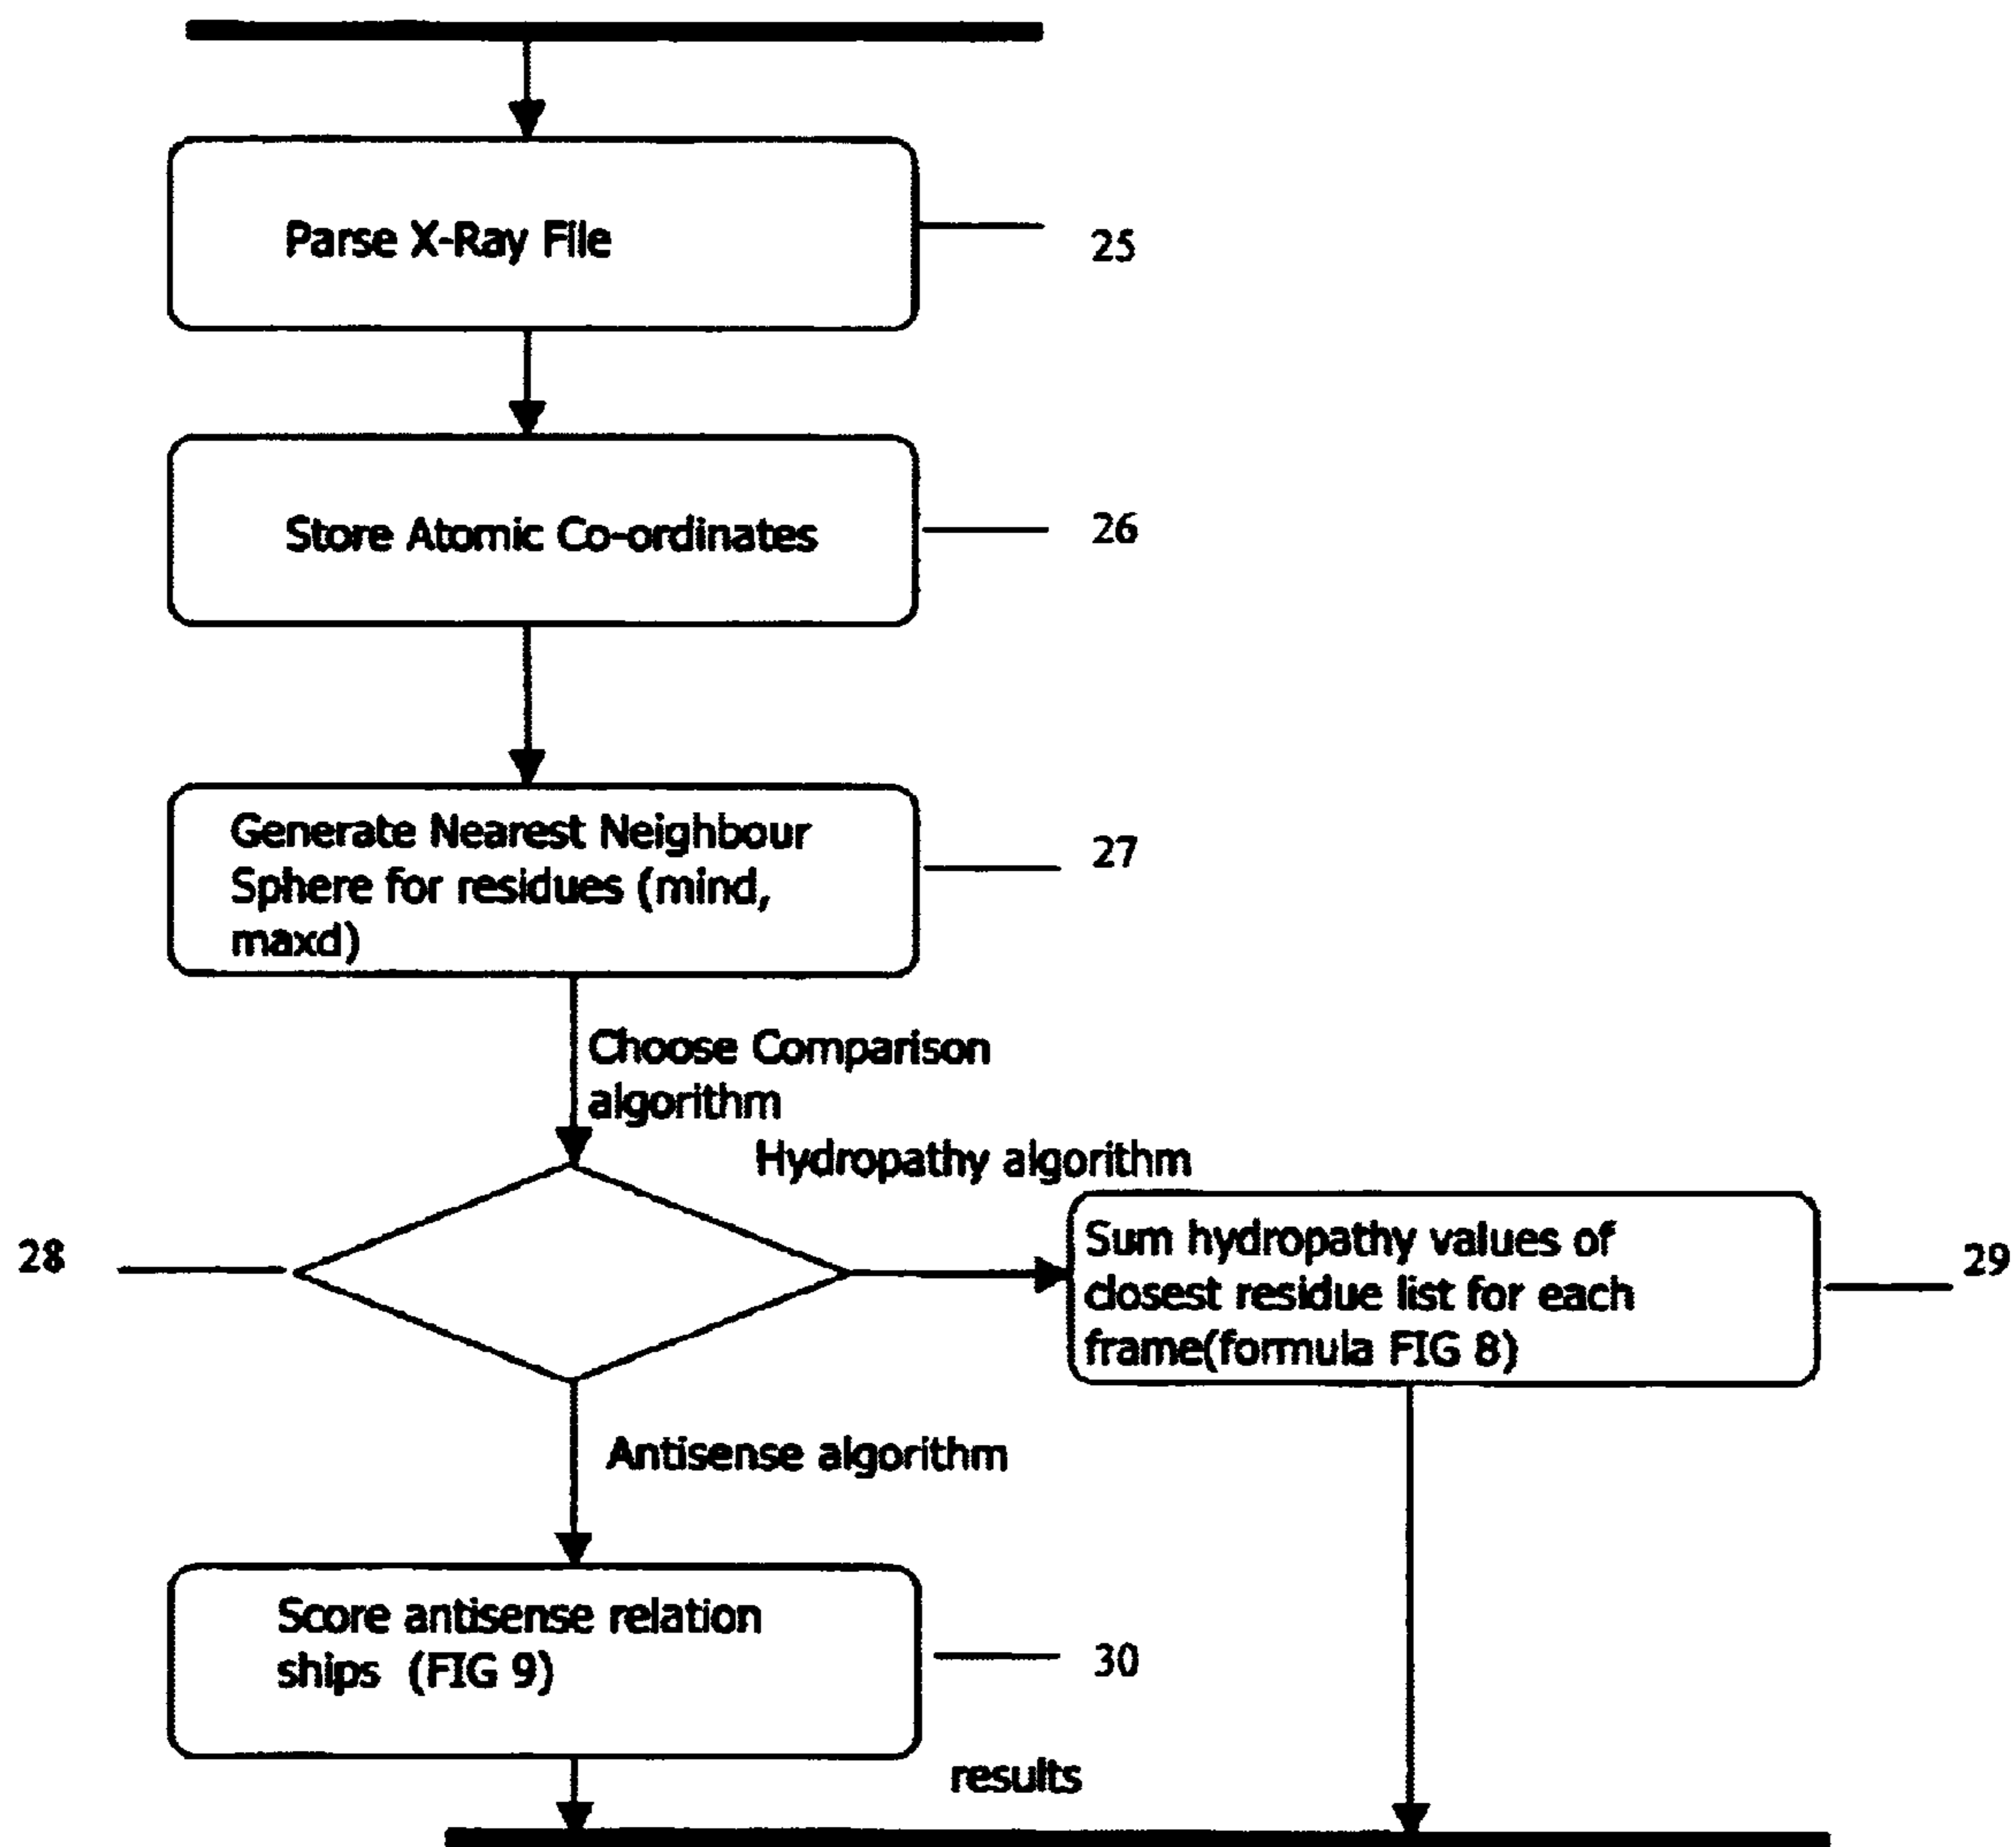 Parse X-Ray File
25
Store Atomic Co-ordinates
26
Generate Nearest Neighbour
Sphere for residues (mind,
maxd)
27
Choose Comparison
algorithm
Hydropathy algorithm
28
Sum hydropathy values of
closest residue list for each
frame(formula FIG 8)
29
Antisense algorithm
Score antisense relation
ships (FIG 9)
30
results